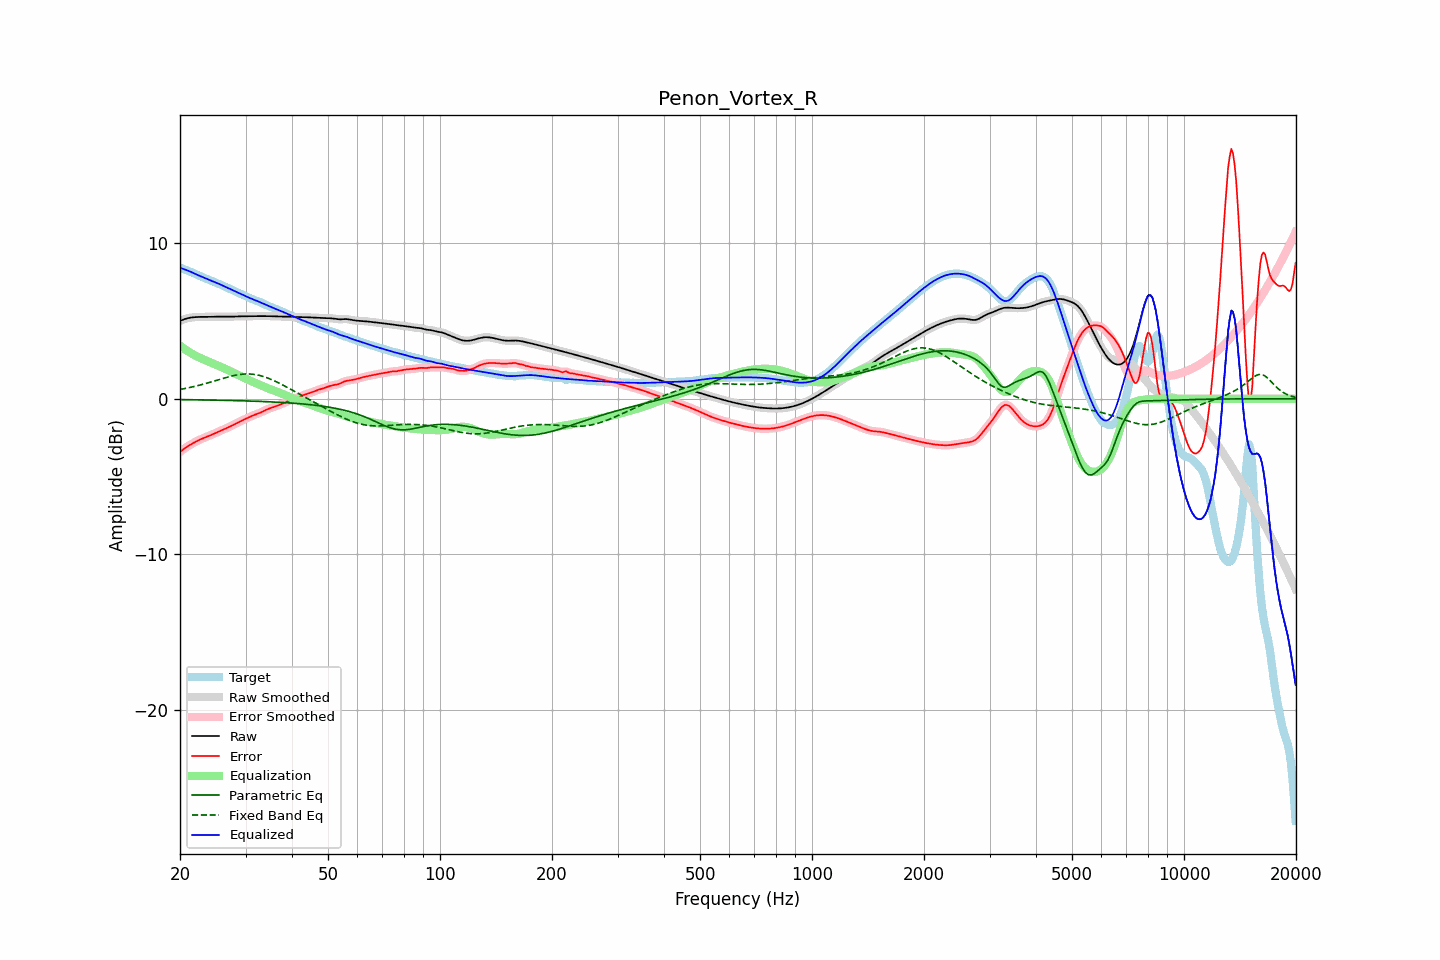 Penon_Vortex_R
Amplitude (dBr)
10
0
−10
−20
Target
Raw Smoothed
Error Smoothed
Raw
Error
Equalization
Parametric Eq
Fixed Band Eq
Equalized
20 50 100 200 500 1000 2000 5000 10000 20000
Frequency (Hz)